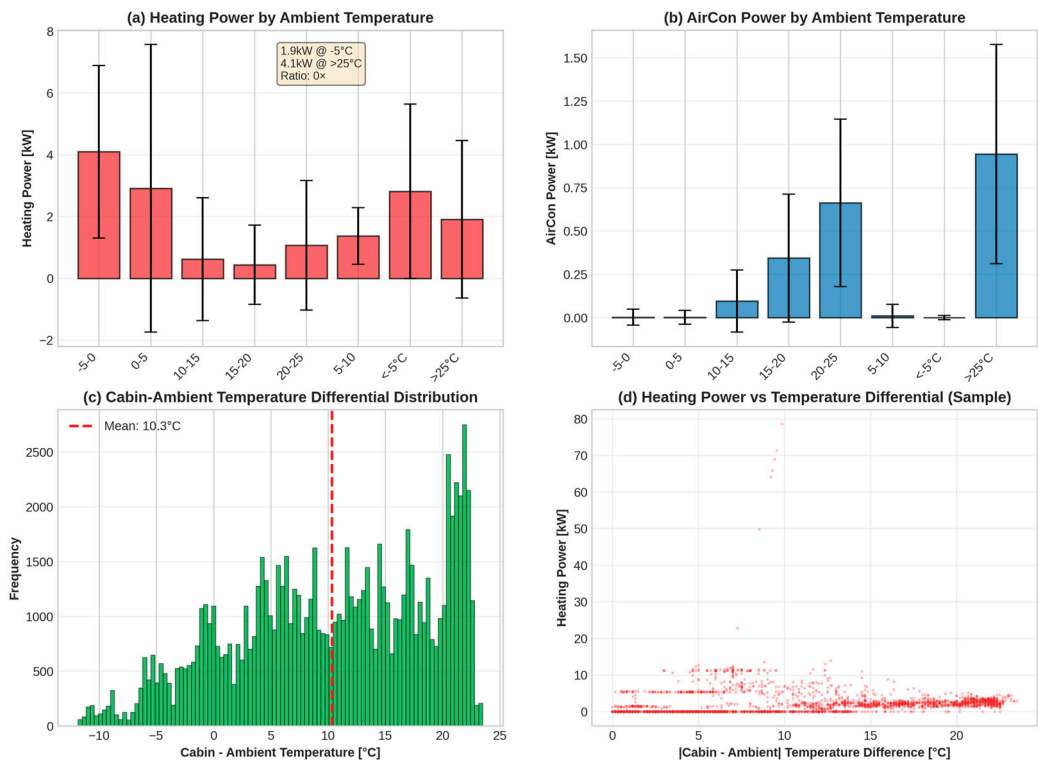 (a) Heating Power by Ambient Temperature
8
6
4
2
0
−2
Heating Power [kW]
1.9kW @ -5°C
4.1kW @ >25°C
Ratio: 0×
-5-0
0-5
10-15
15-20
20-25
5-10
<-5°C
>25°C
(b) AirCon Power by Ambient Temperature
1.50
1.25
1.00
0.75
0.50
0.25
0.00
AirCon Power [kW]
-5-0
0-5
10-15
15-20
20-25
5-10
<-5°C
>25°C
(c) Cabin-Ambient Temperature Differential Distribution
Mean: 10.3°C
2500
2000
1500
1000
500
0
Frequency
−10
−5
0
5
10
15
20
25
Cabin - Ambient Temperature [°C]
(d) Heating Power vs Temperature Differential (Sample)
80
70
60
50
40
30
20
10
0
Heating Power [kW]
0
5
10
15
20
|Cabin - Ambient| Temperature Difference [°C]